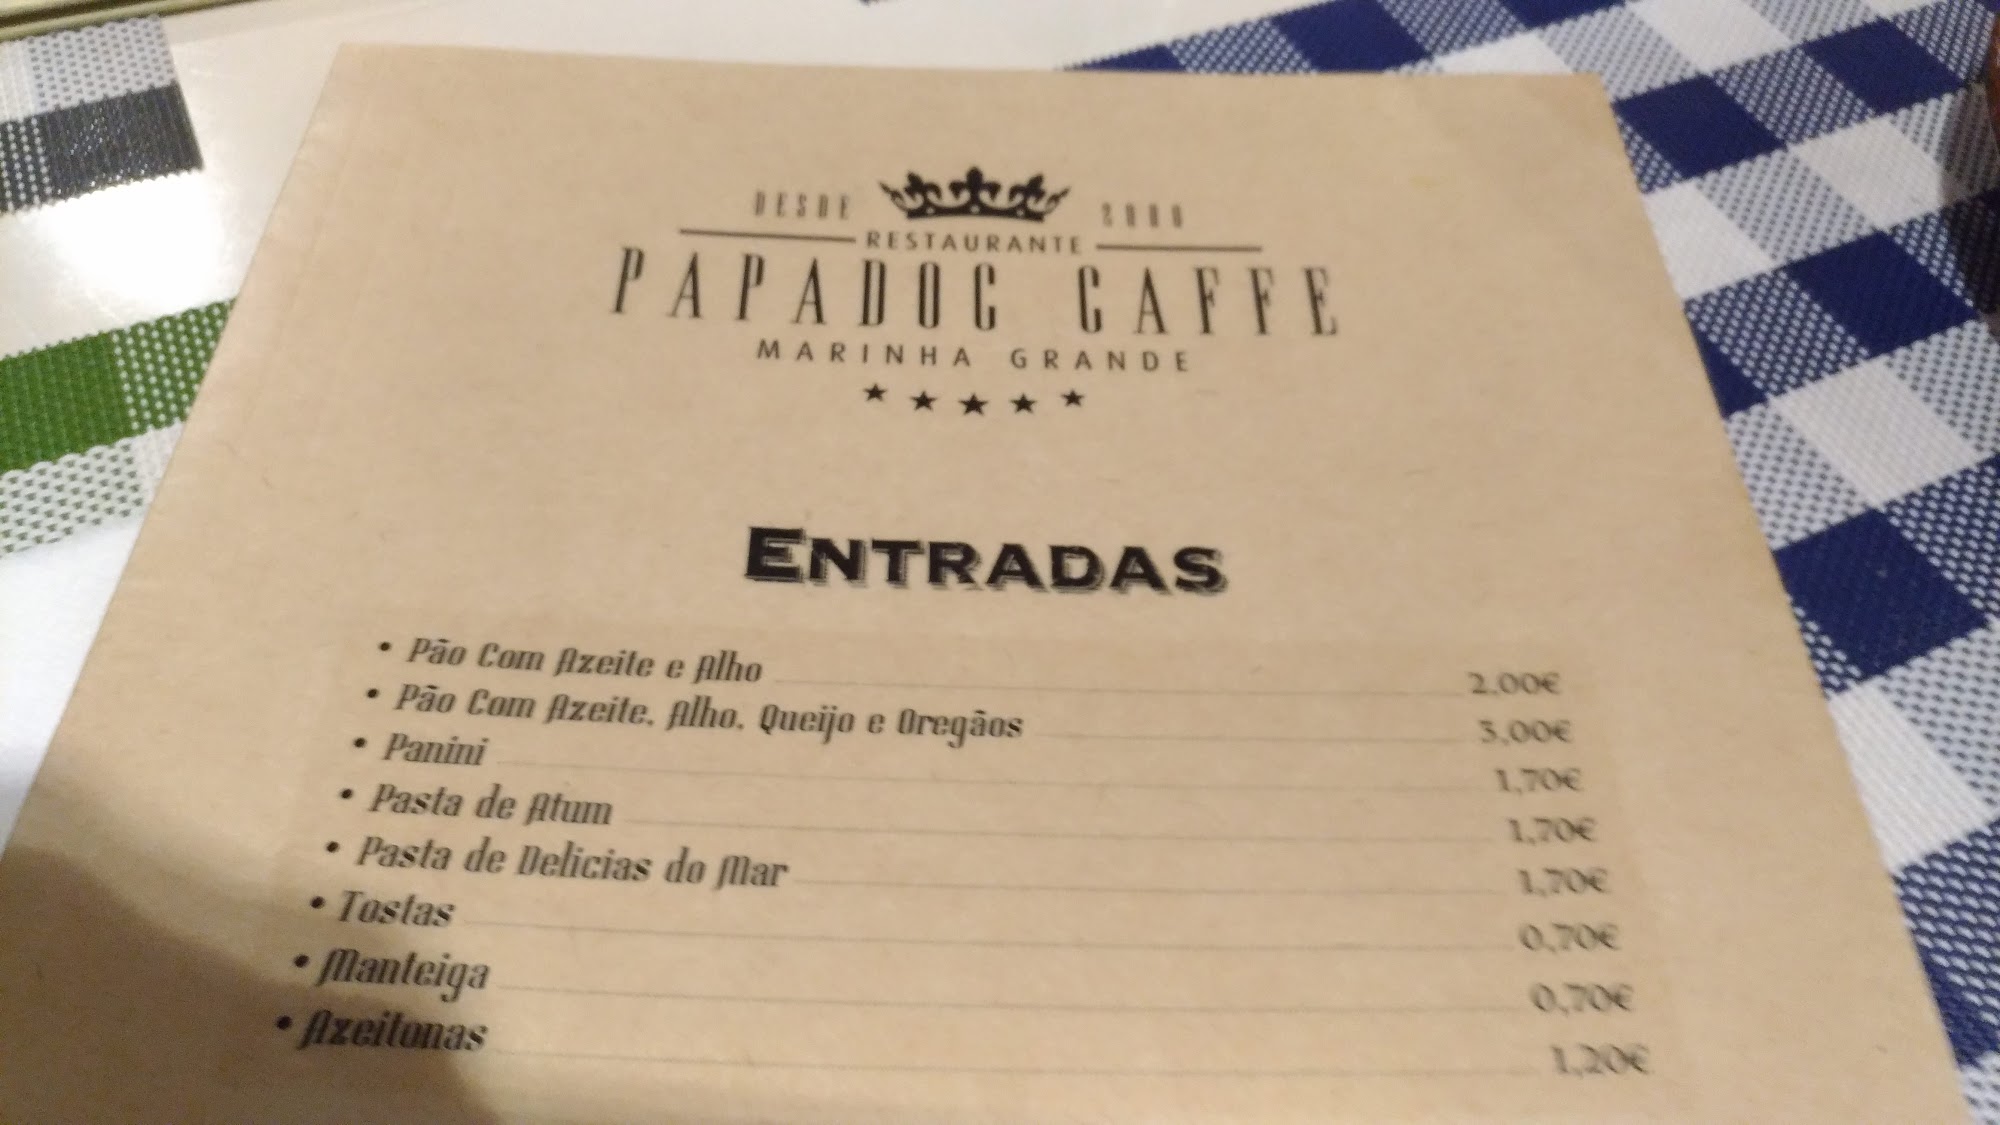 DESDE 2000
RESTAURANTE
PAPADOC CAFFE
MARINHA GRANDE
ENTRADAS
• Pão Com Azeite e Alho 2,00€
• Pão Com Azeite, Alho, Queijo e Oregãos 3,00€
• Panini 1,70€
• Pasta de Atum 1,70€
• Pasta de Delicias do Mar 1,70€
• Tostas 0,70€
• Manteiga 0,70€
• Azeitonas 1,20€